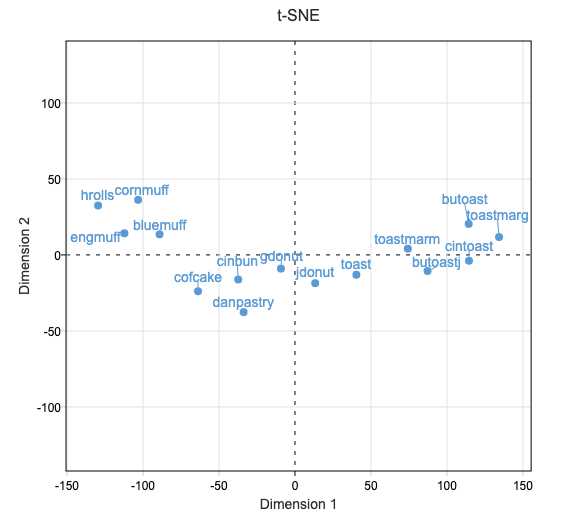 t-SNE
100
50
0
-50
-100
Dimension 2
hrolls
cornmuff
engmuff
bluemuff
cofcake
cinbun
gdonut
danpastry
jdonut
toast
toastmarm
butoastj
butoast
toastmarg
cintoast
-150
-100
-50
0
50
100
150
Dimension 1